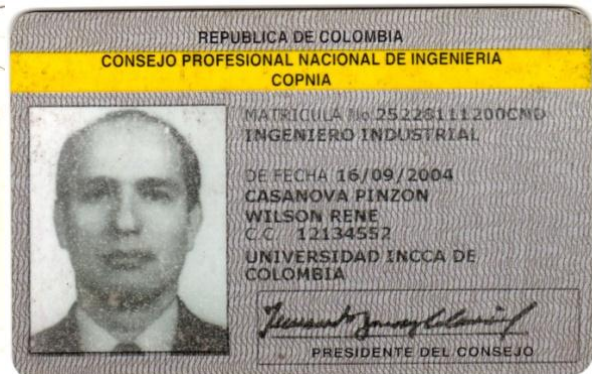 REPUBLICA DE COLOMBIA
CONSEJO PROFESIONAL NACIONAL DE INGENIERIA
COPNIA
MATRICULA No 25228111200CND
INGENIERO INDUSTRIAL
DE FECHA 16/09/2004
CASANOVA PINZON
WILSON RENE
C.C. 12134552
UNIVERSIDAD INCCA DE
COLOMBIA
PRESIDENTE DEL CONSEJO